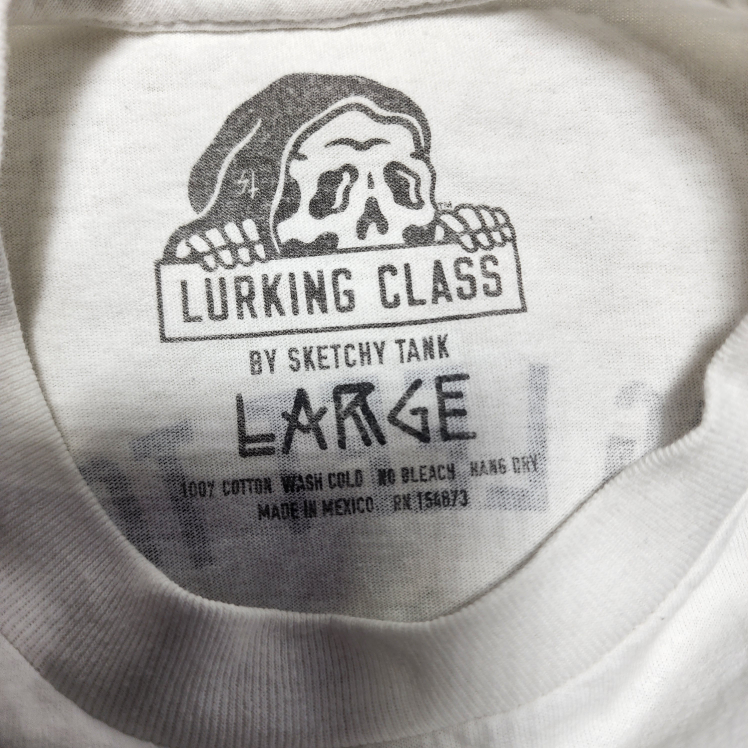 LURKING CLASS
BY SKETCHY TANK
LARGE
100% COTTON WASH COLD NO BLEACH HANG DRY
MADE IN MEXICO RN 154873